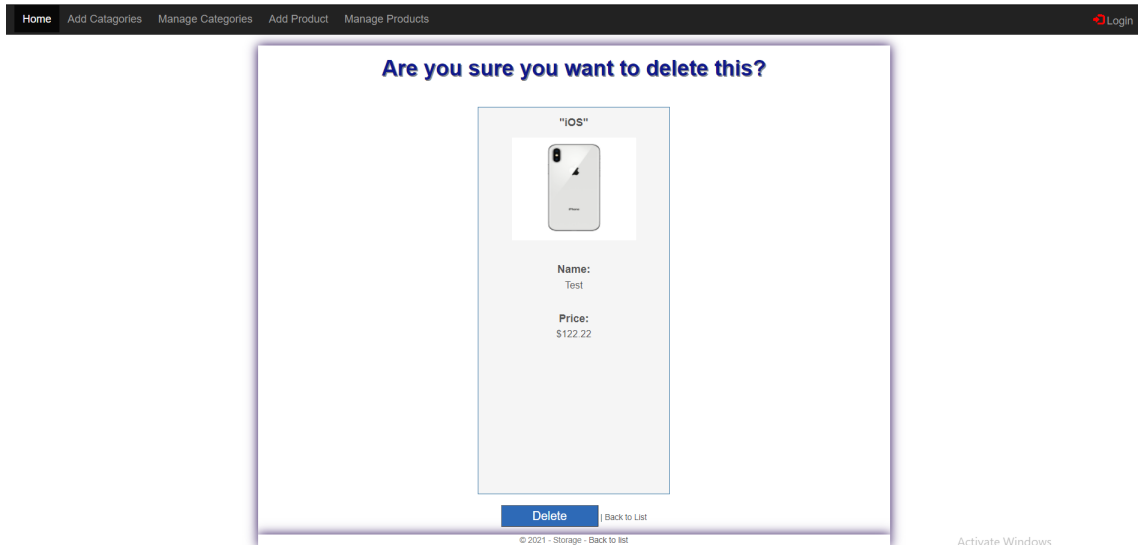 Home Add Catagories Manage Categories Add Product Manage Products Login
Are you sure you want to delete this?
"iOS"
Name:
Test
Price:
$122.22
Delete | Back to List
© 2021 - Storage - Back to list
Activate Windows